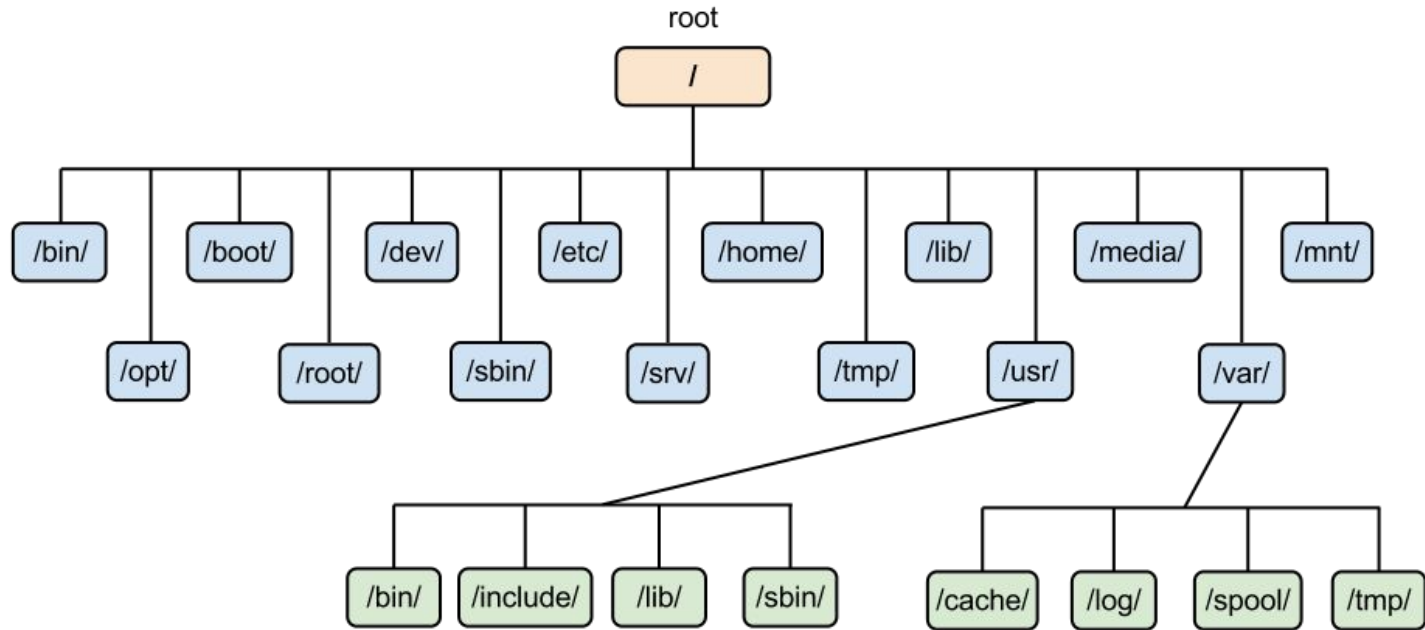 root
/
/bin/ /boot/ /dev/ /etc/ /home/ /lib/ /media/ /mnt/
/opt/ /root/ /sbin/ /srv/ /tmp/ /usr/ /var/
/bin/ /include/ /lib/ /sbin/ /cache/ /log/ /spool/ /tmp/